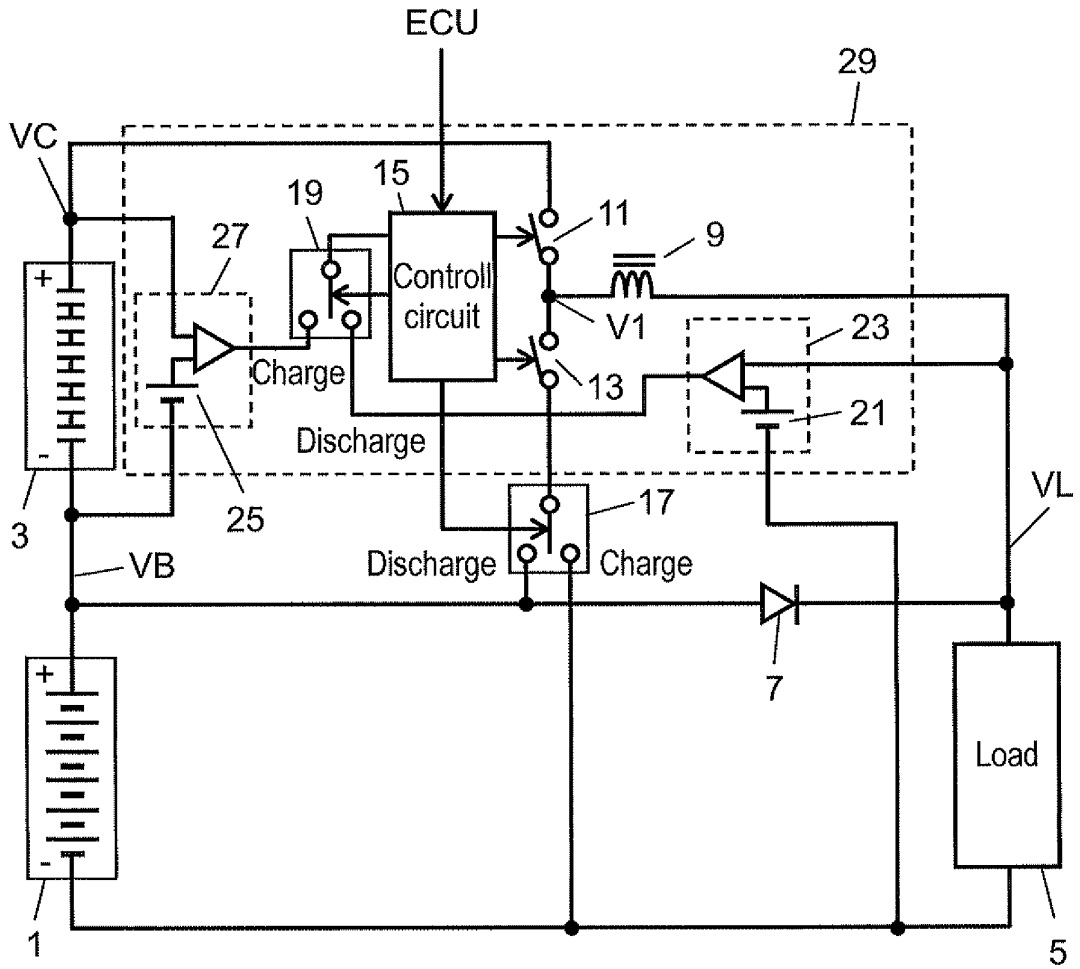 ECU
29
VC
19
15
11
9
27
+
Controll
circuit
V1
23
Charge
13
21
Discharge
-
3
25
17
VL
VB
Discharge
Charge
+
7
Load
-
1
5